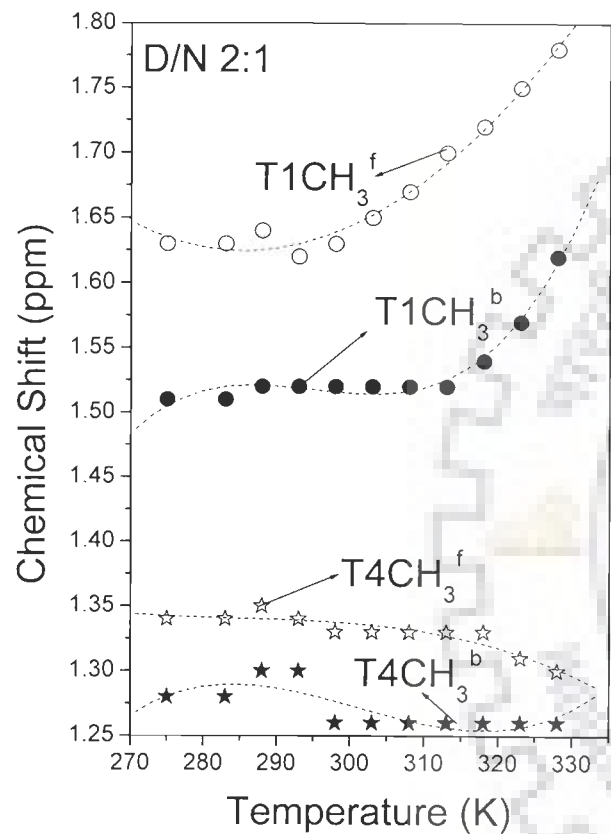 D/N 2:1
1.80
1.75
1.70
1.65
1.60
1.55
1.50
1.45
1.40
1.35
1.30
1.25
Chemical Shift (ppm)
T1CH₃ᶠ
T1CH₃ᵇ
T4CH₃ᶠ
T4CH₃ᵇ
270 280 290 300 310 320 330
Temperature (K)